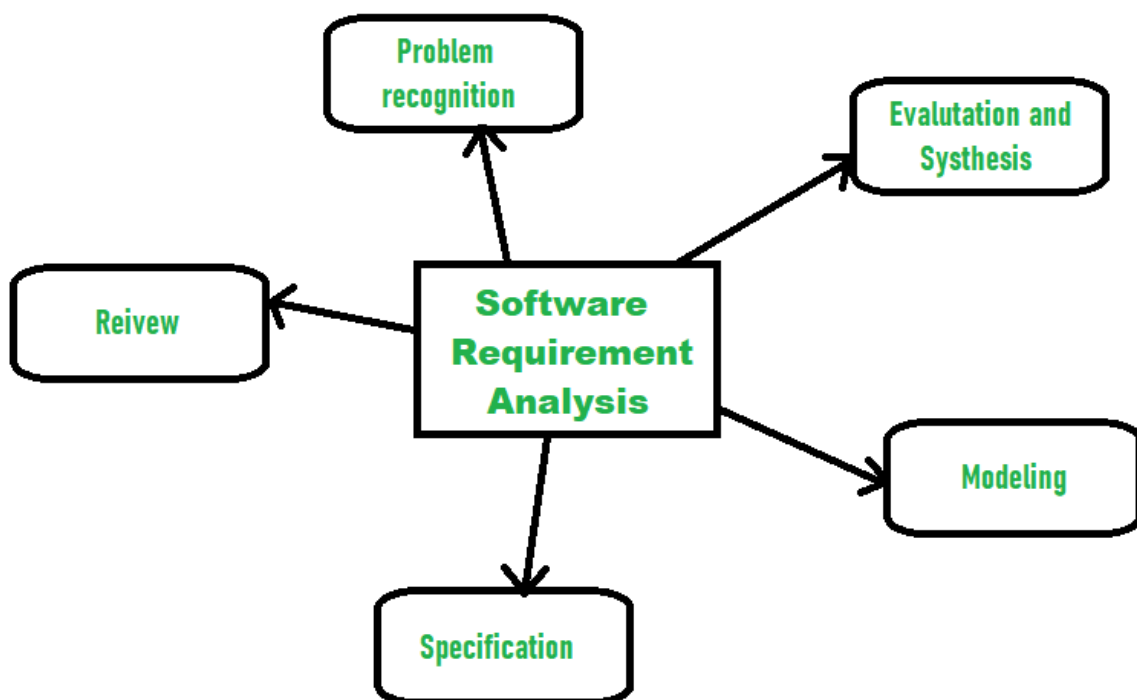 Problem
recognition
Evalutation and
Systhesis
Software
Requirement
Analysis
Reivew
Modeling
Specification